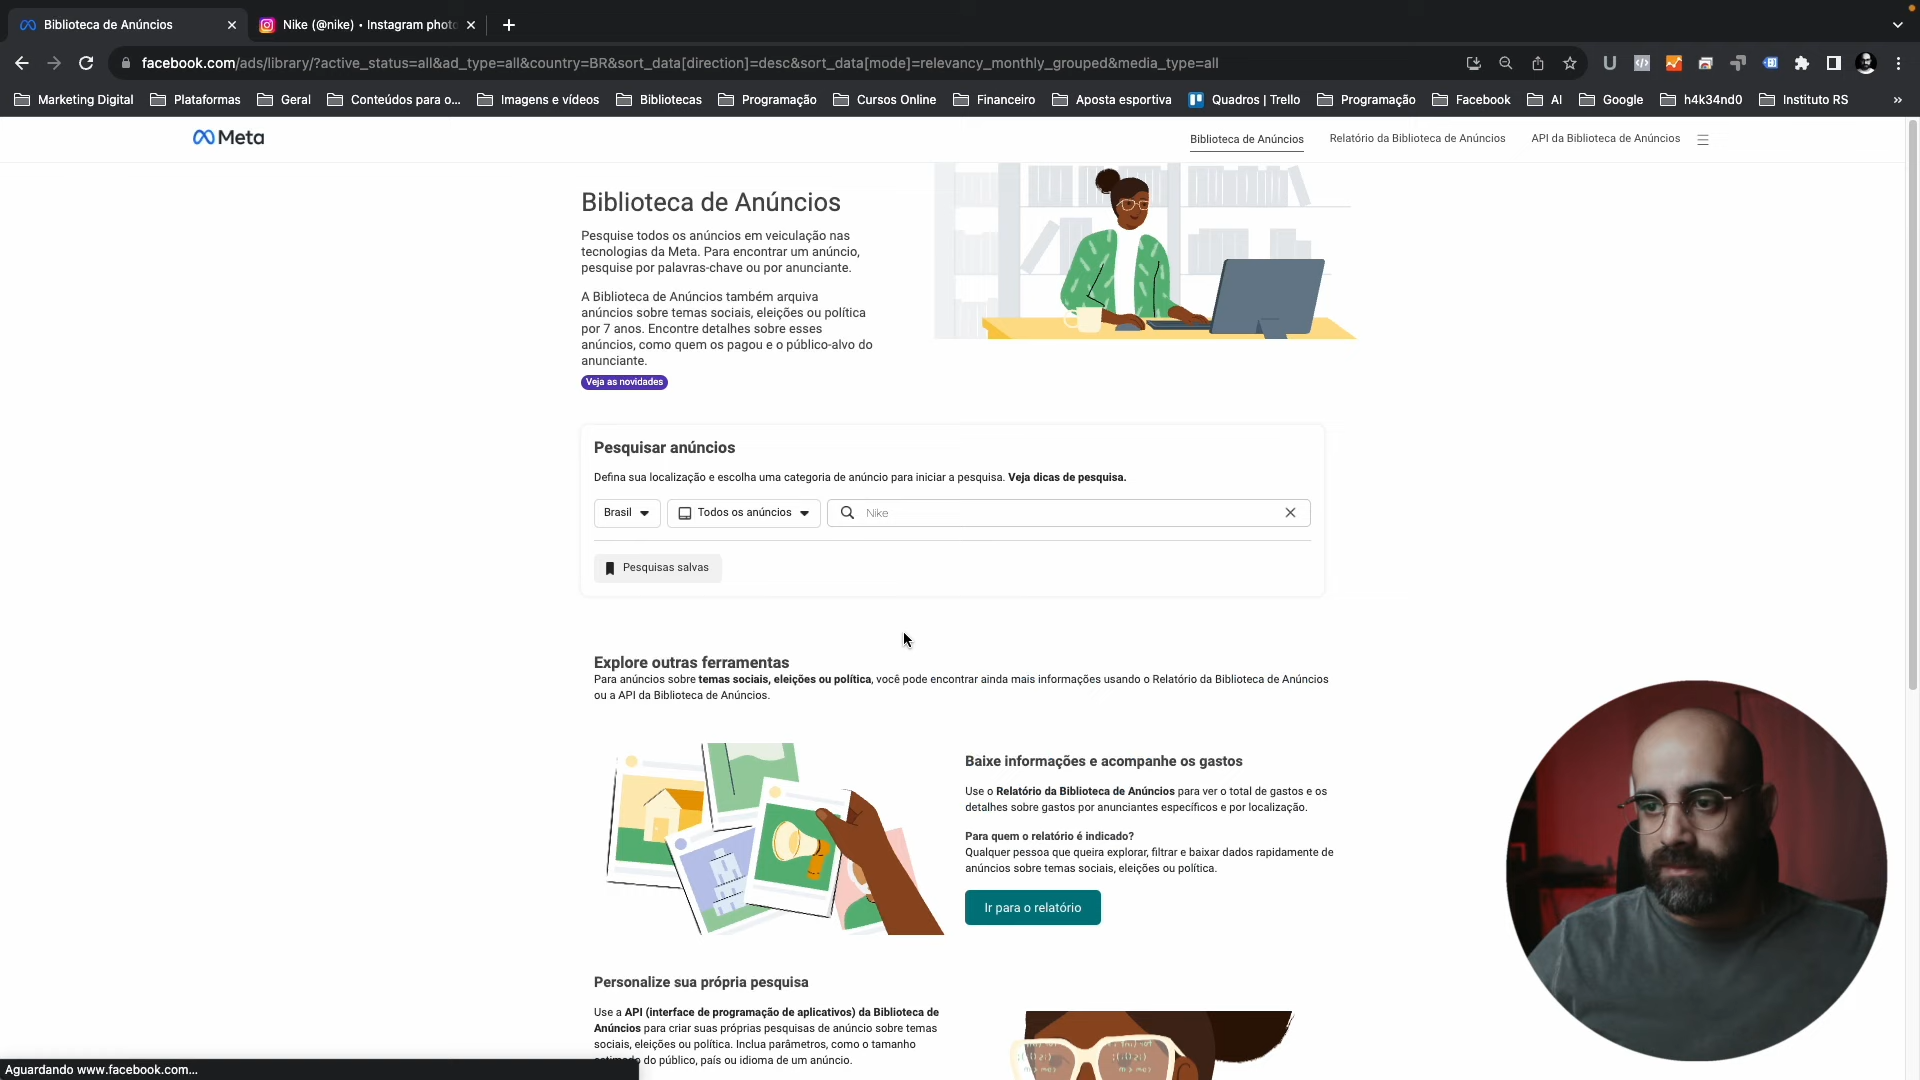 Biblioteca de Anúncios
Nike (@nike) • Instagram photo
facebook.com/ads/library/?active_status=all&ad_type=all&country=BR&sort_data[direction]=desc&sort_data[mode]=relevancy_monthly_grouped&media_type=all
Marketing Digital
Plataformas
Geral
Conteúdos para o...
Imagens e vídeos
Bibliotecas
Programação
Cursos Online
Financeiro
Aposta esportiva
Quadros | Trello
Programação
Facebook
AI
Google
h4k34nd0
Instituto RS
»
Meta
Biblioteca de Anúncios
Relatório da Biblioteca de Anúncios
API da Biblioteca de Anúncios
Biblioteca de Anúncios
Pesquise todos os anúncios em veiculação nas
tecnologias da Meta. Para encontrar um anúncio,
pesquise por palavras-chave ou por anunciante.
A Biblioteca de Anúncios também arquiva
anúncios sobre temas sociais, eleições ou política
por 7 anos. Encontre detalhes sobre esses
anúncios, como quem os pagou e o público-alvo do
anunciante.
Veja as novidades
Pesquisar anúncios
Defina sua localização e escolha uma categoria de anúncio para iniciar a pesquisa. Veja dicas de pesquisa.
Brasil
Todos os anúncios
Nike
Pesquisas salvas
Explore outras ferramentas
Para anúncios sobre temas sociais, eleições ou política, você pode encontrar ainda mais informações usando o Relatório da Biblioteca de Anúncios
ou a API da Biblioteca de Anúncios.
Baixe informações e acompanhe os gastos
Use o Relatório da Biblioteca de Anúncios para ver o total de gastos e os
detalhes sobre gastos por anunciantes específicos e por localização.
Para quem o relatório é indicado?
Qualquer pessoa que queira explorar, filtrar e baixar dados rapidamente de
anúncios sobre temas sociais, eleições ou política.
Ir para o relatório
Personalize sua própria pesquisa
Use a API (interface de programação de aplicativos) da Biblioteca de
Anúncios para criar suas próprias pesquisas de anúncio sobre temas
sociais, eleições ou política. Inclua parâmetros, como o tamanho
do público, país ou idioma de um anúncio.
Aguardando www.facebook.com...